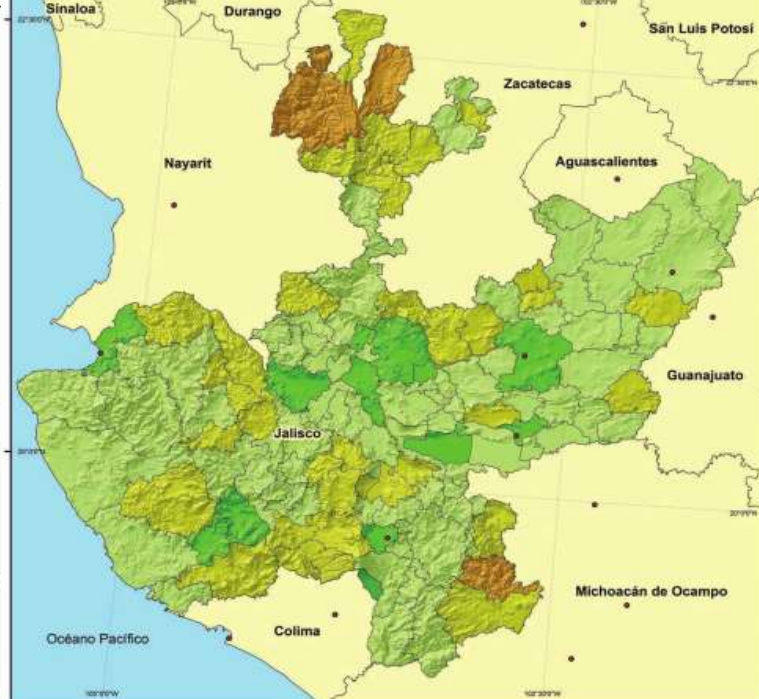 Sinaloa
Durango
San Luis Potosí
Zacatecas
Nayarit
Aguascalientes
Guanajuato
Jalisco
Michoacán de Ocampo
Colima
Océano Pacífico